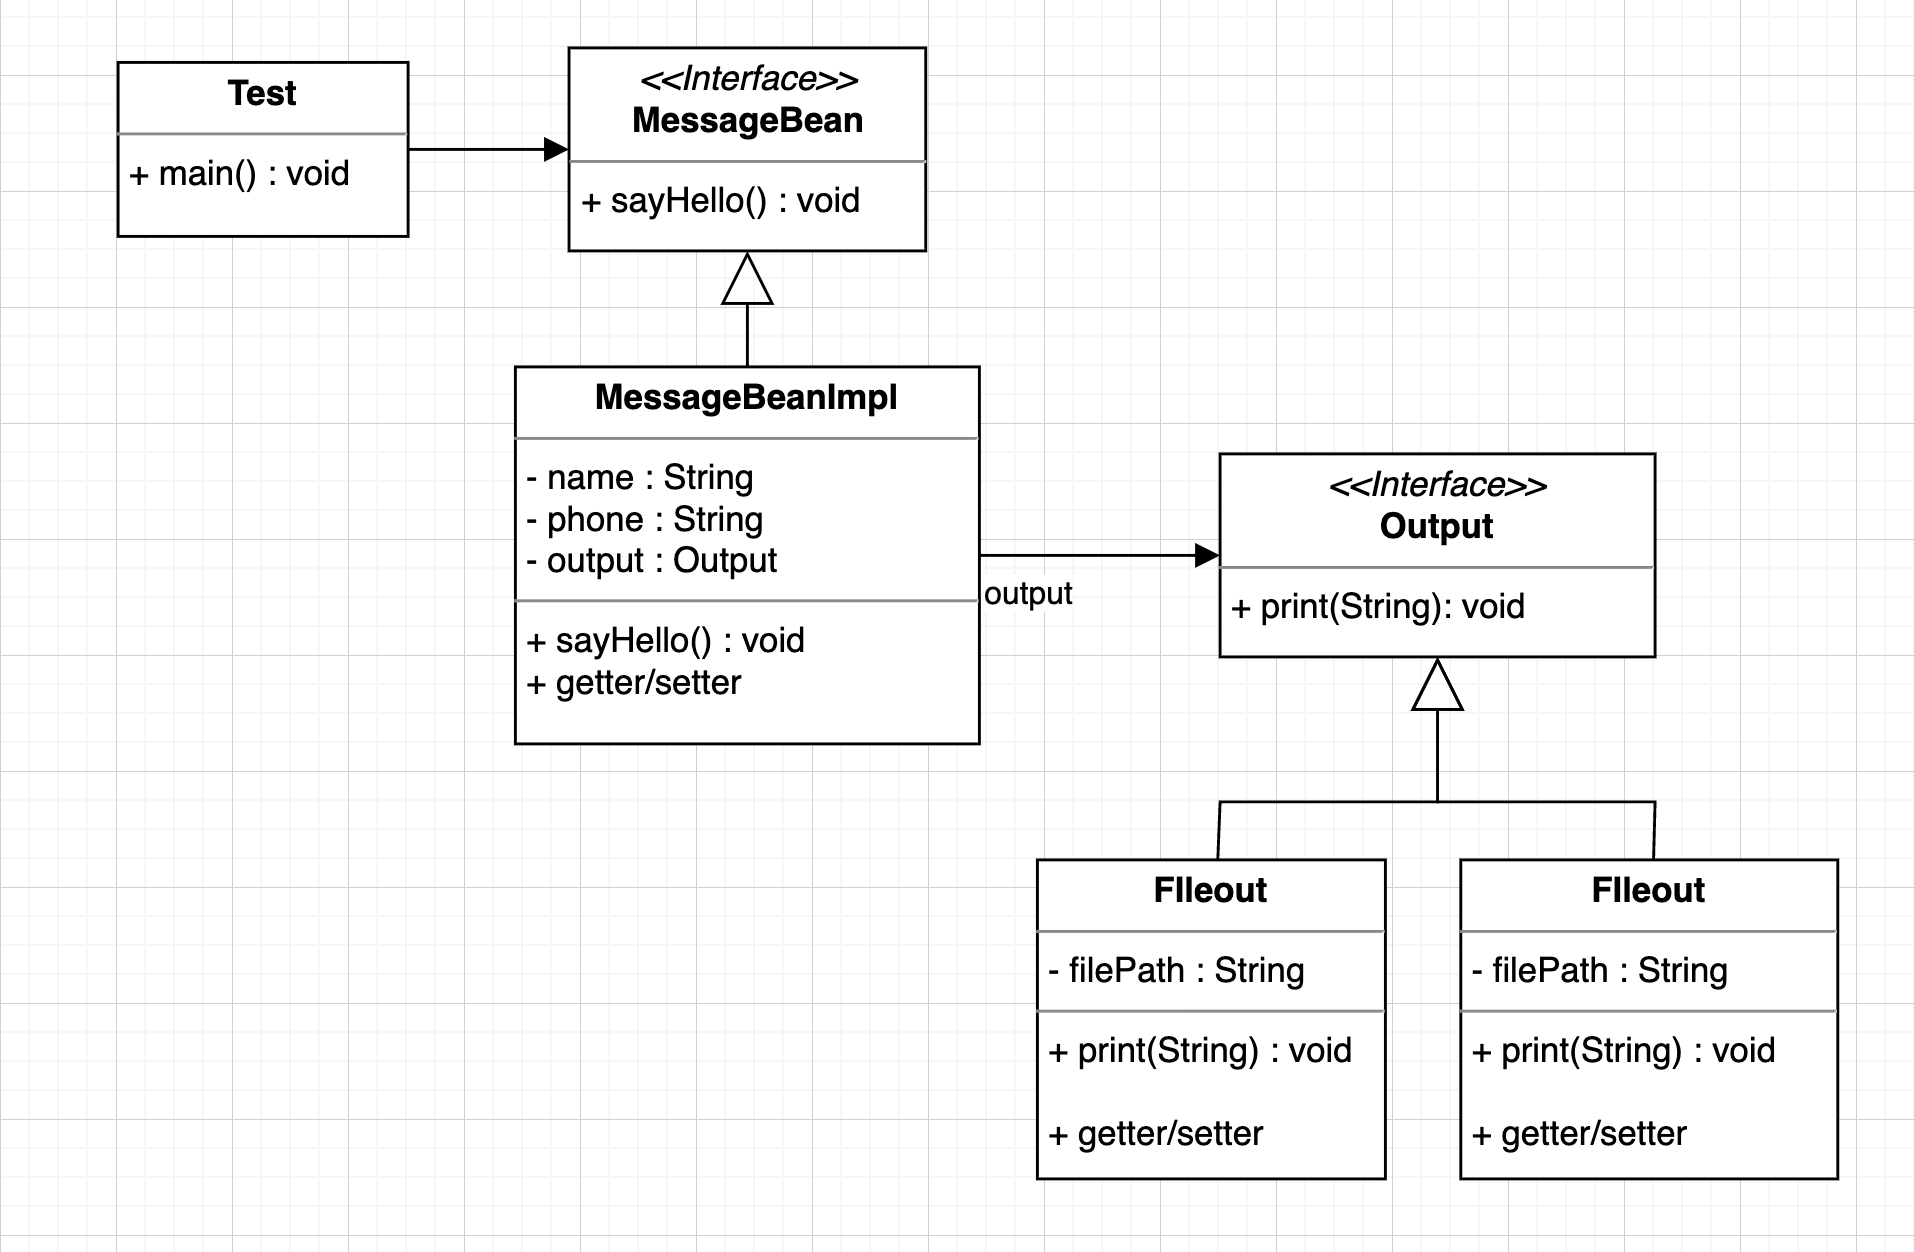 Test
+ main() : void
<<Interface>>
MessageBean
+ sayHello() : void
MessageBeanImpl
- name : String
- phone : String
- output : Output
+ sayHello() : void
+ getter/setter
output
<<Interface>>
Output
+ print(String): void
FIleout
- filePath : String
+ print(String) : void
+ getter/setter
FIleout
- filePath : String
+ print(String) : void
+ getter/setter